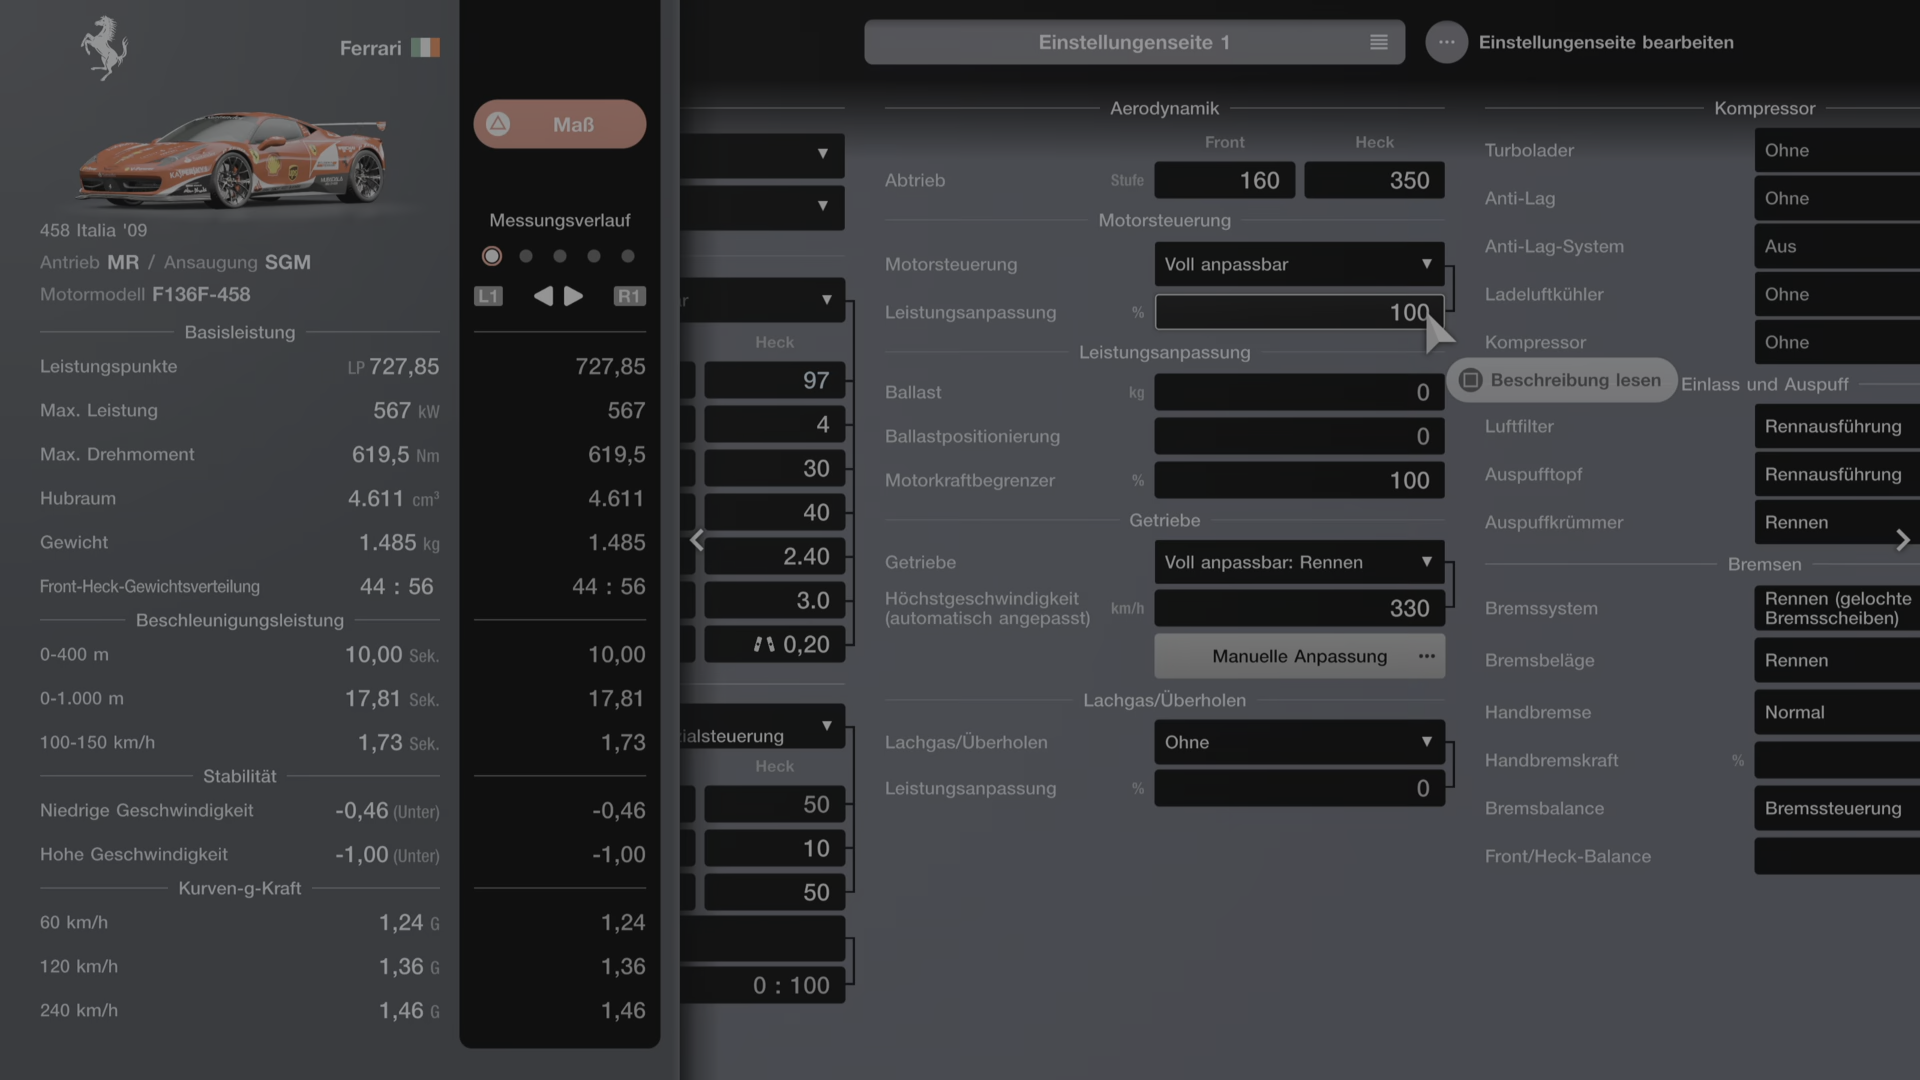 Ferrari
458 Italia '09
Antrieb MR / Ansaugung SGM
Motormodell F136F-458
Basisleistung
Leistungspunkte LP 727,85
Max. Leistung 567 kW
Max. Drehmoment 619,5 Nm
Hubraum 4.611 cm³
Gewicht 1.485 kg
Front-Heck-Gewichtsverteilung 44 : 56
Beschleunigungsleistung
0-400 m 10,00 Sek.
0-1.000 m 17,81 Sek.
100-150 km/h 1,73 Sek.
Stabilität
Niedrige Geschwindigkeit -0,46 (Unter)
Hohe Geschwindigkeit -1,00 (Unter)
Kurven-g-Kraft
60 km/h 1,24 G
120 km/h 1,36 G
240 km/h 1,46 G
Maß
Messungsverlauf
L1 R1
727,85
567
619,5
4.611
1.485
44 : 56
10,00
17,81
1,73
-0,46
-1,00
1,24
1,36
1,46
r
Heck
97
4
30
40
2.40
3.0
0,20
ialsteuerung
Heck
50
10
50
0 : 100
Einstellungenseite 1
Einstellungenseite bearbeiten
Aerodynamik
Front Heck
Abtrieb Stufe 160 350
Motorsteuerung
Motorsteuerung Voll anpassbar
Leistungsanpassung % 100
Leistungsanpassung
Ballast kg 0
Ballastpositionierung 0
Motorkraftbegrenzer % 100
Getriebe
Getriebe Voll anpassbar: Rennen
Höchstgeschwindigkeit
(automatisch angepasst) km/h 330
Manuelle Anpassung
Lachgas/Überholen
Lachgas/Überholen Ohne
Leistungsanpassung % 0
Kompressor
Turbolader Ohne
Anti-Lag Ohne
Anti-Lag-System Aus
Ladeluftkühler Ohne
Kompressor Ohne
Beschreibung lesen
Einlass und Auspuff
Luftfilter Rennausführung
Auspufftopf Rennausführung
Auspuffkrümmer Rennen
Bremsen
Bremssystem Rennen (gelochte
Bremsscheiben)
Bremsbeläge Rennen
Handbremse Normal
Handbremskraft %
Bremsbalance Bremssteuerung
Front/Heck-Balance